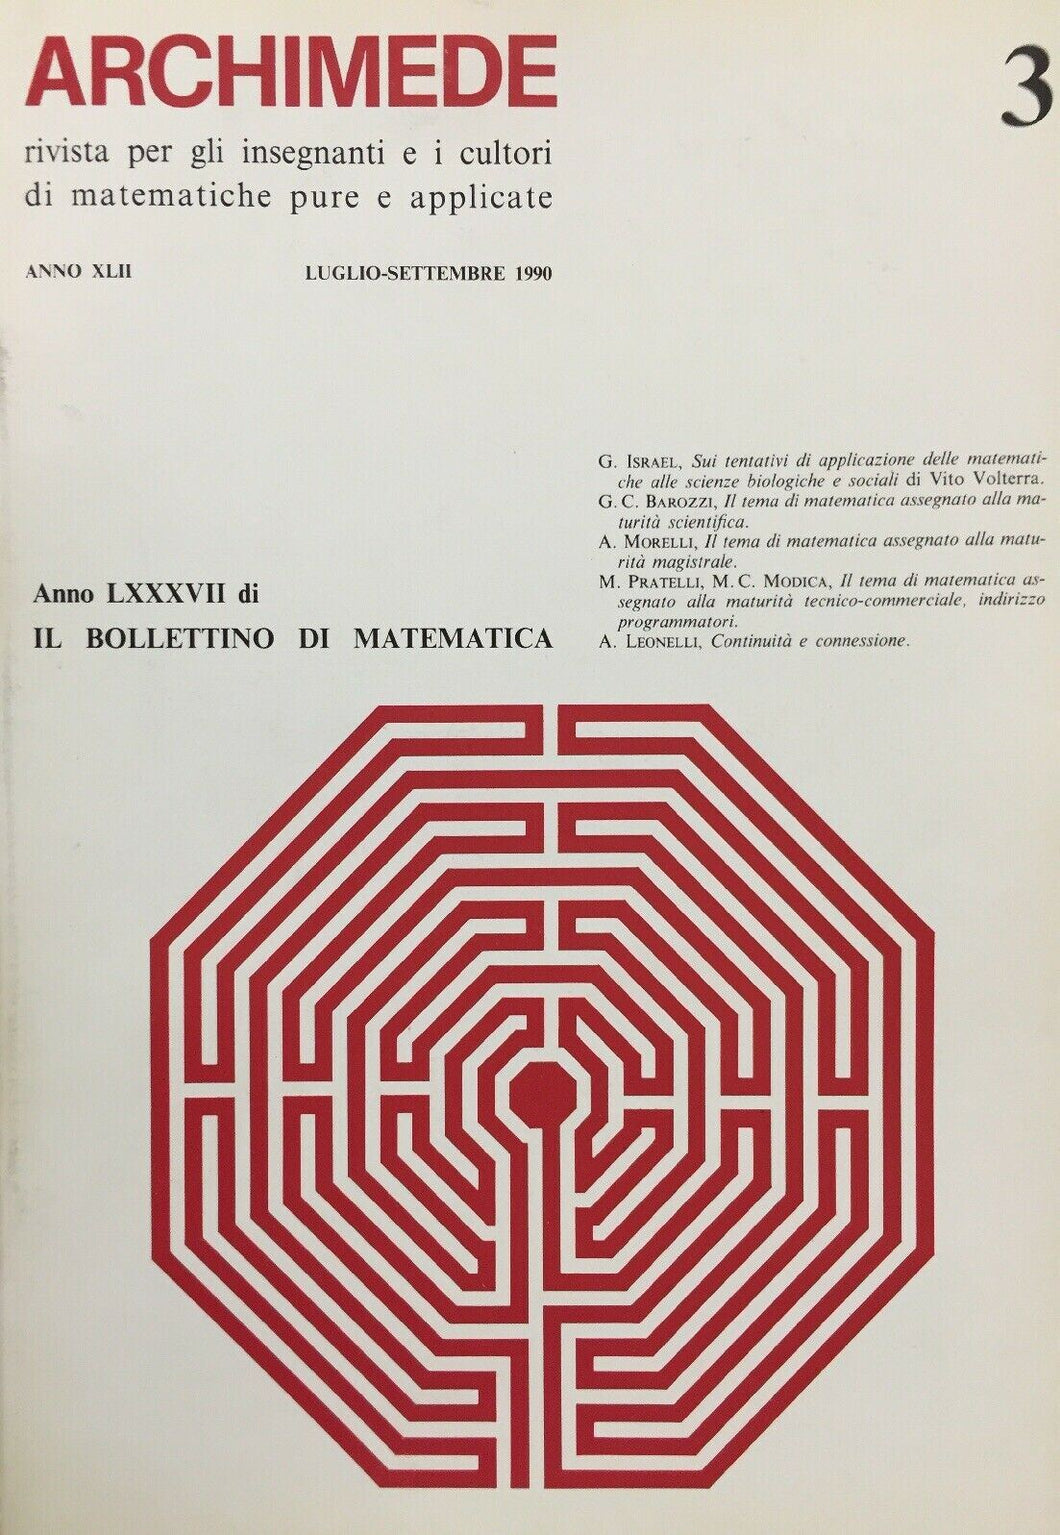 ARCHIMEDE
3
rivista per gli insegnanti e i cultori
di matematiche pure e applicate
ANNO XLII LUGLIO-SETTEMBRE 1990
G. ISRAEL, Sui tentativi di applicazione delle matemati-
che alle scienze biologiche e sociali di Vito Volterra.
G. C. BAROZZI, Il tema di matematica assegnato alla ma-
turità scientifica.
A. MORELLI, Il tema di matematica assegnato alla matu-
rità magistrale.
M. PRATELLI, M. C. MODICA, Il tema di matematica as-
segnato alla maturità tecnico-commerciale, indirizzo
programmatori.
A. LEONELLI, Continuità e connessione.
Anno LXXXVII di
IL BOLLETTINO DI MATEMATICA